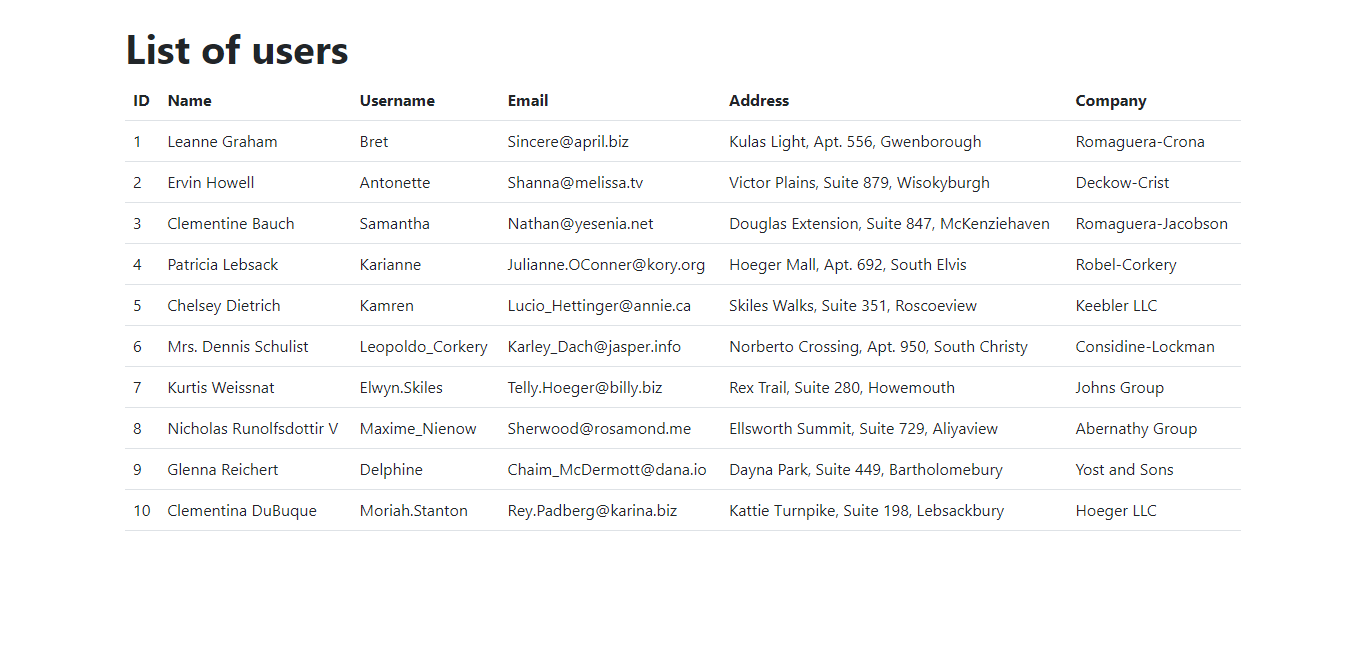 List of users
ID Name Username Email Address Company
1 Leanne Graham Bret Sincere@april.biz Kulas Light, Apt. 556, Gwenborough Romaguera-Crona
2 Ervin Howell Antonette Shanna@melissa.tv Victor Plains, Suite 879, Wisokyburgh Deckow-Crist
3 Clementine Bauch Samantha Nathan@yesenia.net Douglas Extension, Suite 847, McKenziehaven Romaguera-Jacobson
4 Patricia Lebsack Karianne Julianne.OConner@kory.org Hoeger Mall, Apt. 692, South Elvis Robel-Corkery
5 Chelsey Dietrich Kamren Lucio_Hettinger@annie.ca Skiles Walks, Suite 351, Roscoeview Keebler LLC
6 Mrs. Dennis Schulist Leopoldo_Corkery Karley_Dach@jasper.info Norberto Crossing, Apt. 950, South Christy Considine-Lockman
7 Kurtis Weissnat Elwyn.Skiles Telly.Hoeger@billy.biz Rex Trail, Suite 280, Howemouth Johns Group
8 Nicholas Runolfsdottir V Maxime_Nienow Sherwood@rosamond.me Ellsworth Summit, Suite 729, Aliyaview Abernathy Group
9 Glenna Reichert Delphine Chaim_McDermott@dana.io Dayna Park, Suite 449, Bartholomebury Yost and Sons
10 Clementina DuBuque Moriah.Stanton Rey.Padberg@karina.biz Kattie Turnpike, Suite 198, Lebsackbury Hoeger LLC